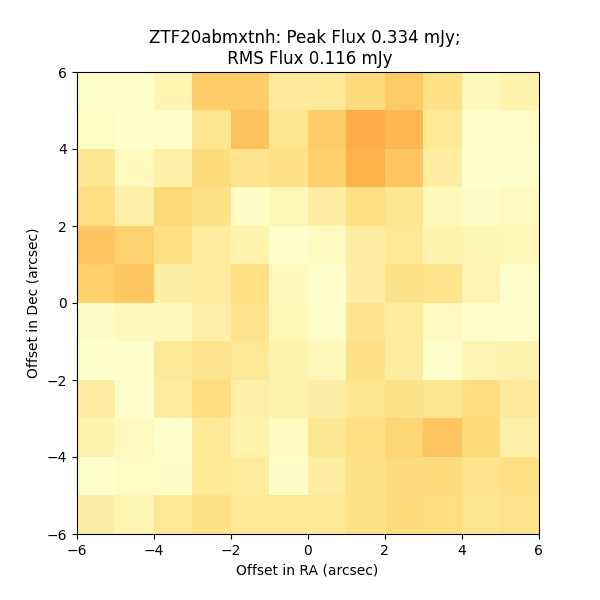 ZTF20abmxtnh: Peak Flux 0.334 mJy;
RMS Flux 0.116 mJy
6
4
2
0
−2
−4
−6
Offset in Dec (arcsec)
−6 −4 −2 0 2 4 6
Offset in RA (arcsec)